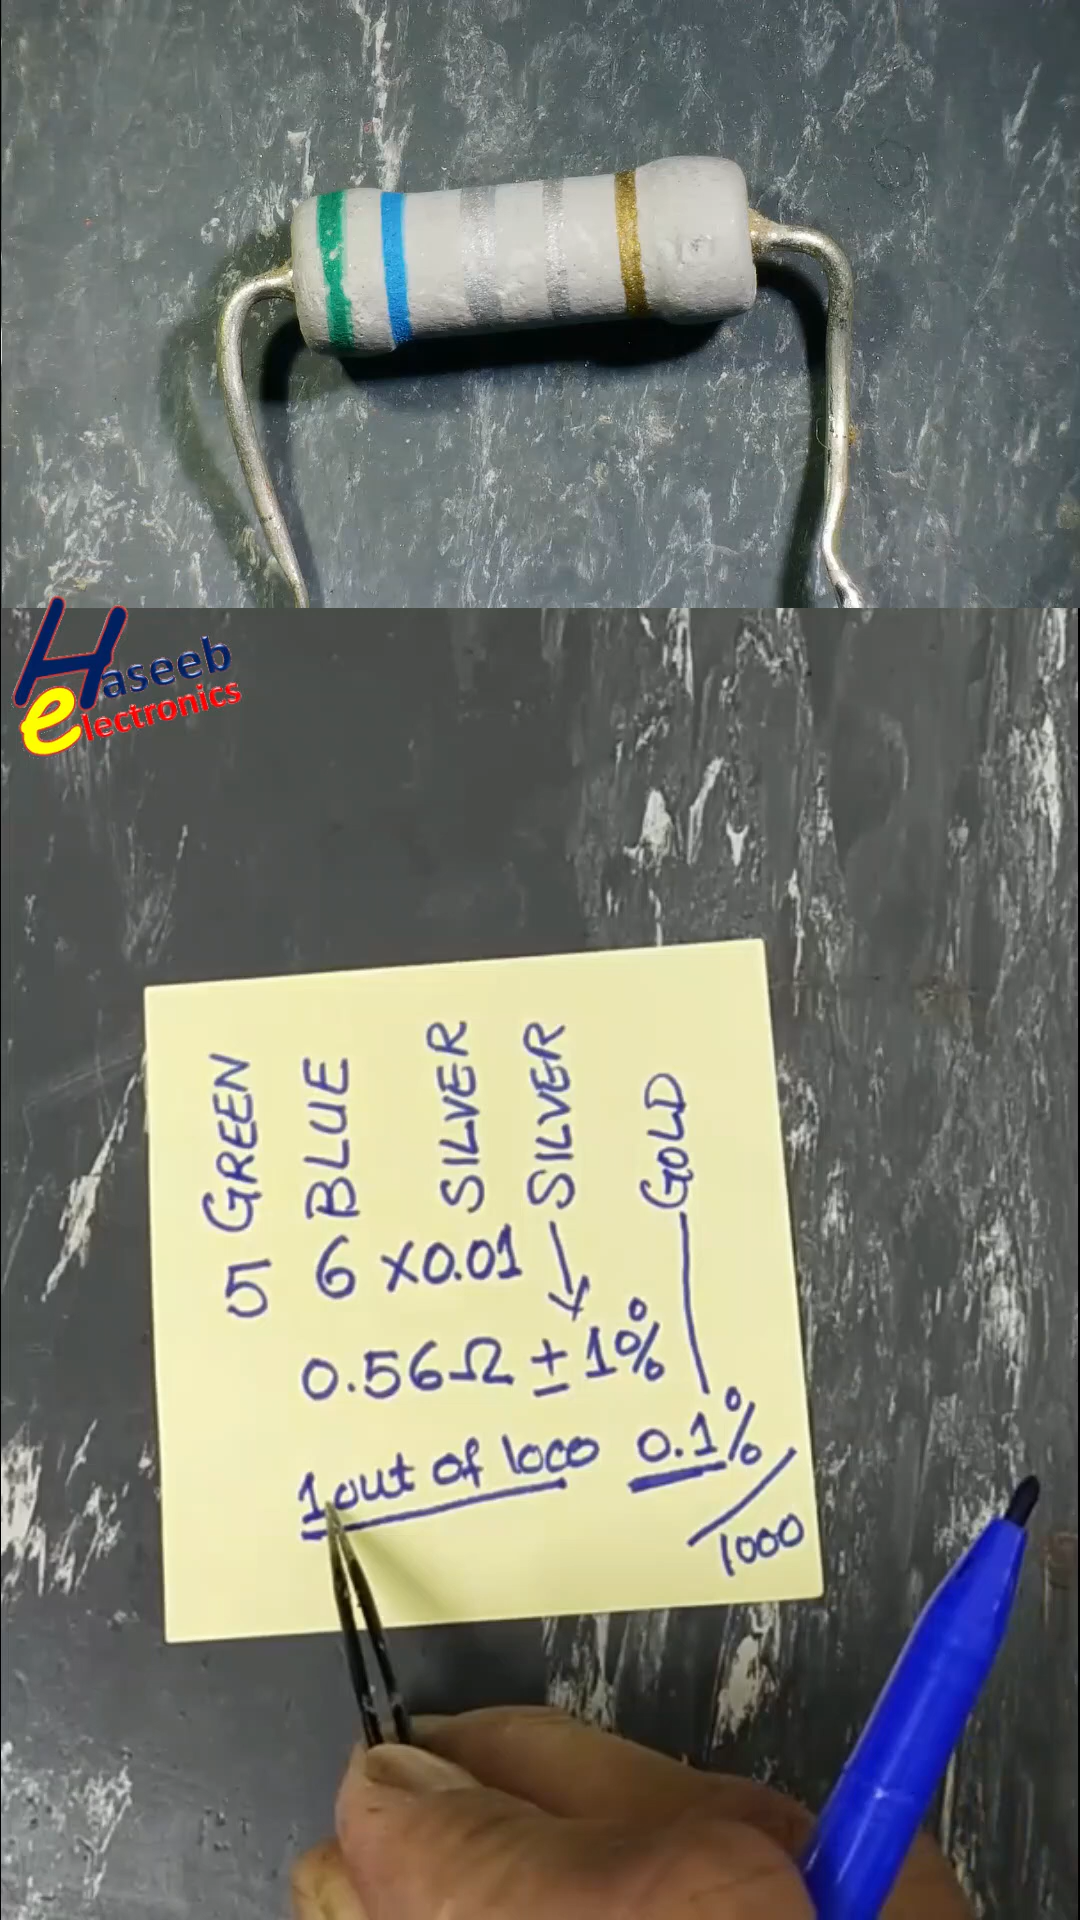 Haseeb
electronics
GREEN BLUE SILVER SILVER GOLD
5 6 X0.01
0.56Ω ± 1%
1 out of 1000 0.1%
/1000